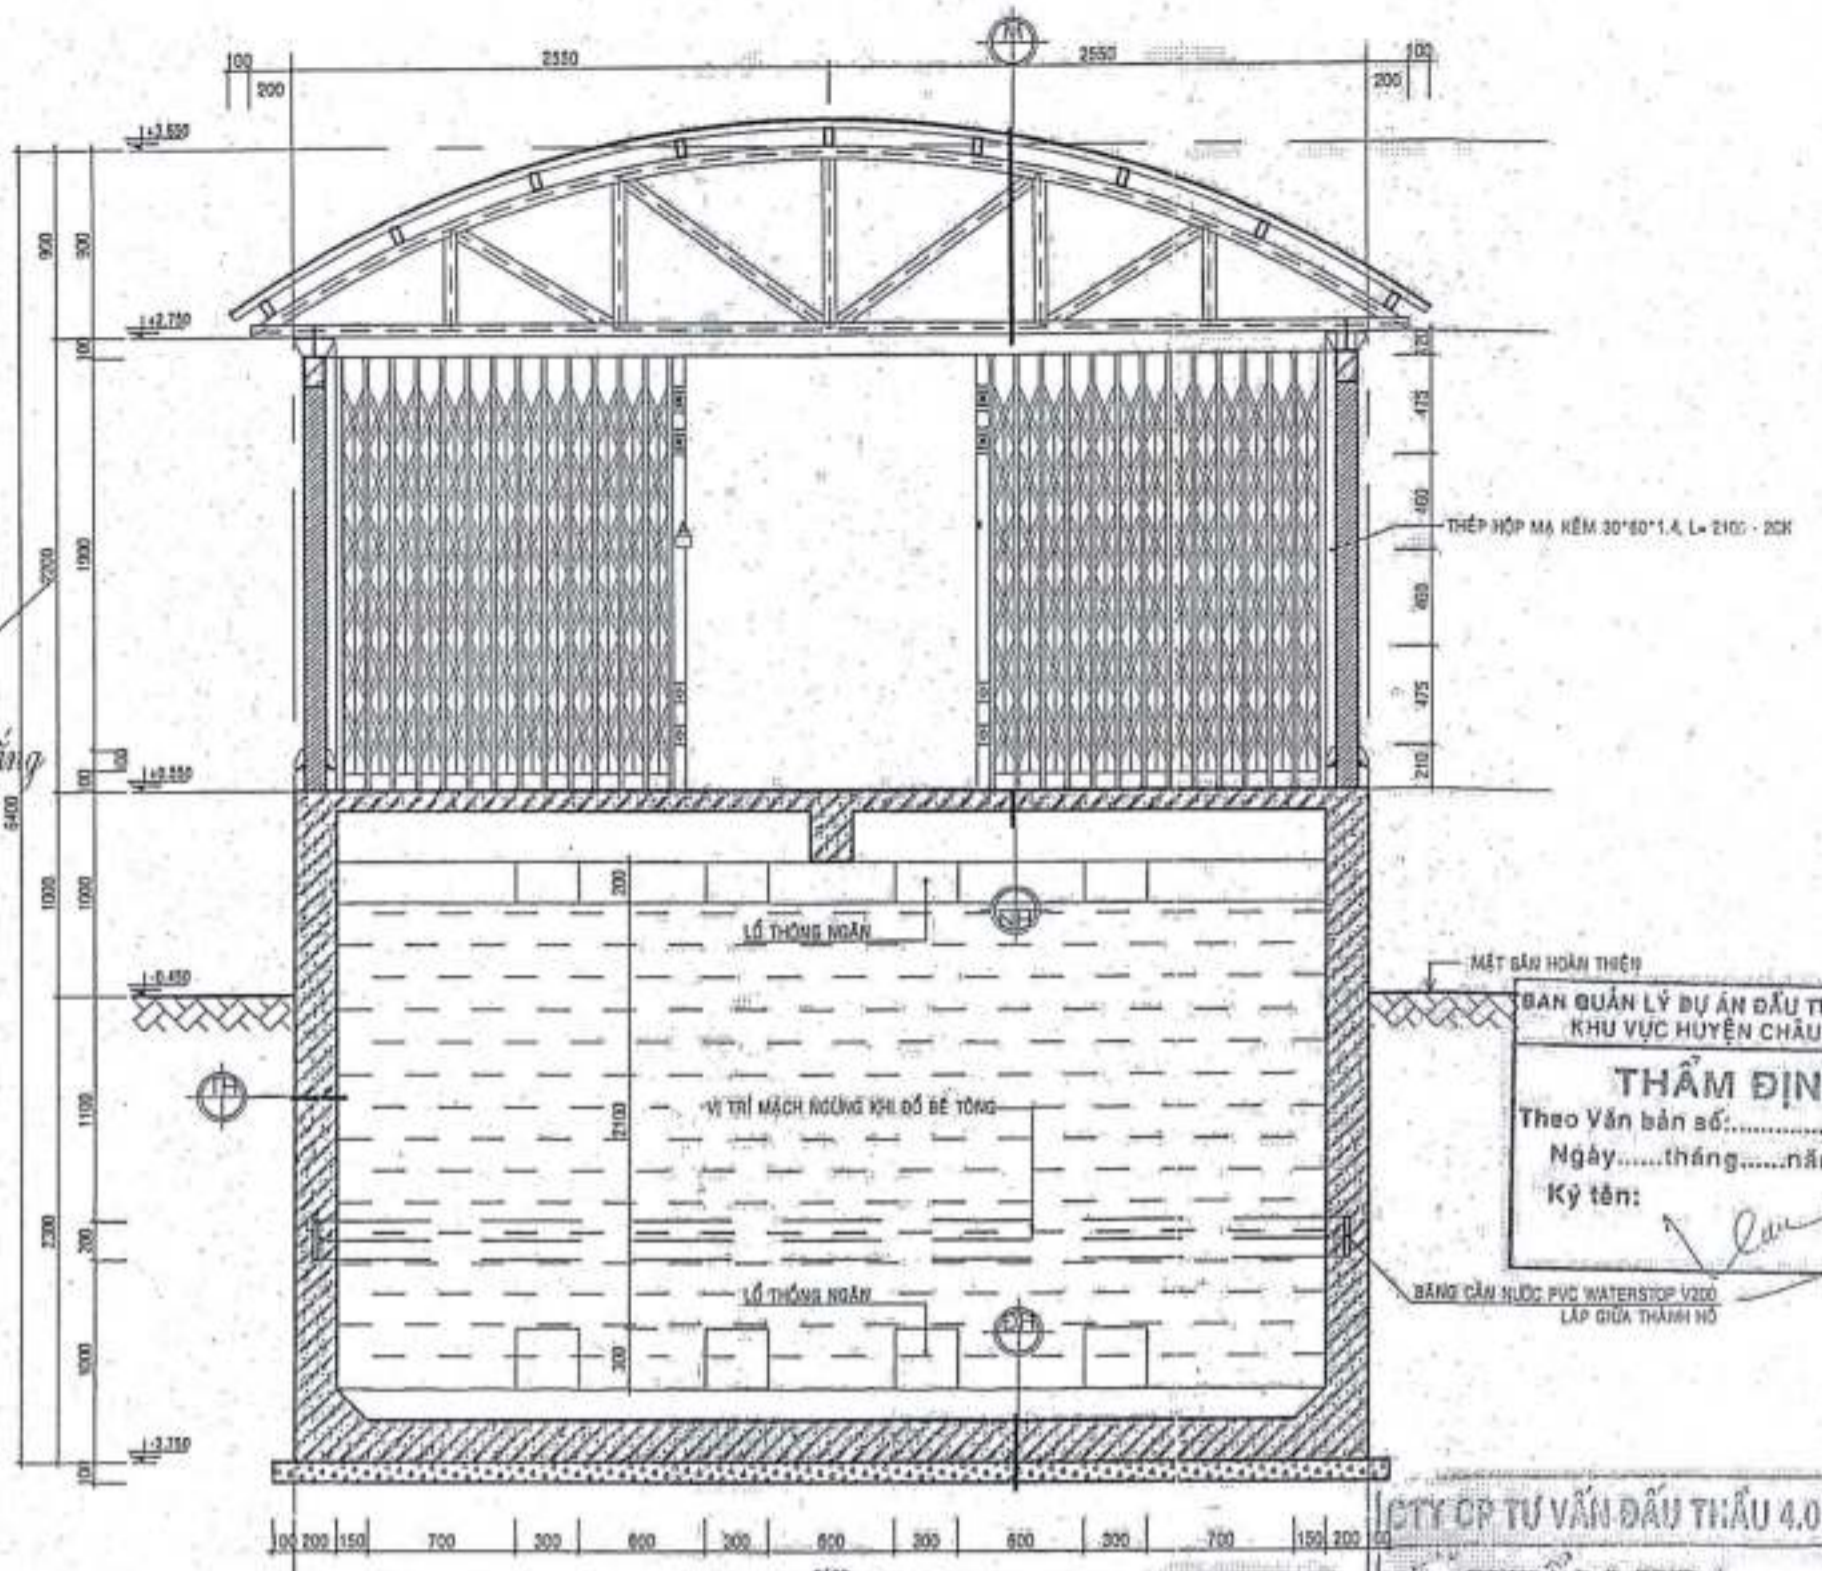 M
100 2550 2550 100
200 200
+3.650
900 900
+2.750
100
475
460
THÉP HỘP MẠ KẼM 30*60*1.4, L=
2200 1900
460
475
100
+0.550
100
210
6400
1000 1000
200
LỖ THÔNG NGĂN
-0.450
MẶT SÂN HOÀN THIỆN
BAN QUẢN LÝ DỰ ÁN ĐẦU
KHU VỰC HUYỆN CHÂU
THẨM ĐỊN
Theo Văn bản số:
Ngày......tháng......nă
Ký tên:
TH
1100
2100
VỊ TRÍ MẠCH NGỪNG KHI ĐỔ BÊ TÔNG
2300
200
BĂNG CẢN NƯỚC PVC WATERSTOP V200
LẮP GIỮA THÀNH HỒ
LỖ THÔNG NGĂN
ĐH
1000
300
100
100 200 150 700 300 600 300 600 300 600 300 700 150 200
CTY CP TƯ VẤN ĐẤU THẦU 4.0